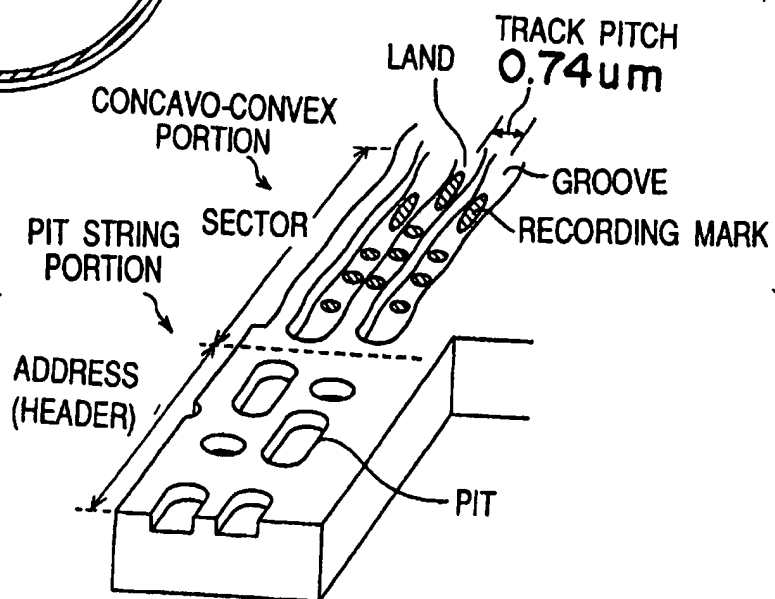 TRACK PITCH
0.74um
LAND
CONCAVO-CONVEX
PORTION
GROOVE
SECTOR
RECORDING MARK
PIT STRING
PORTION
ADDRESS
(HEADER)
PIT